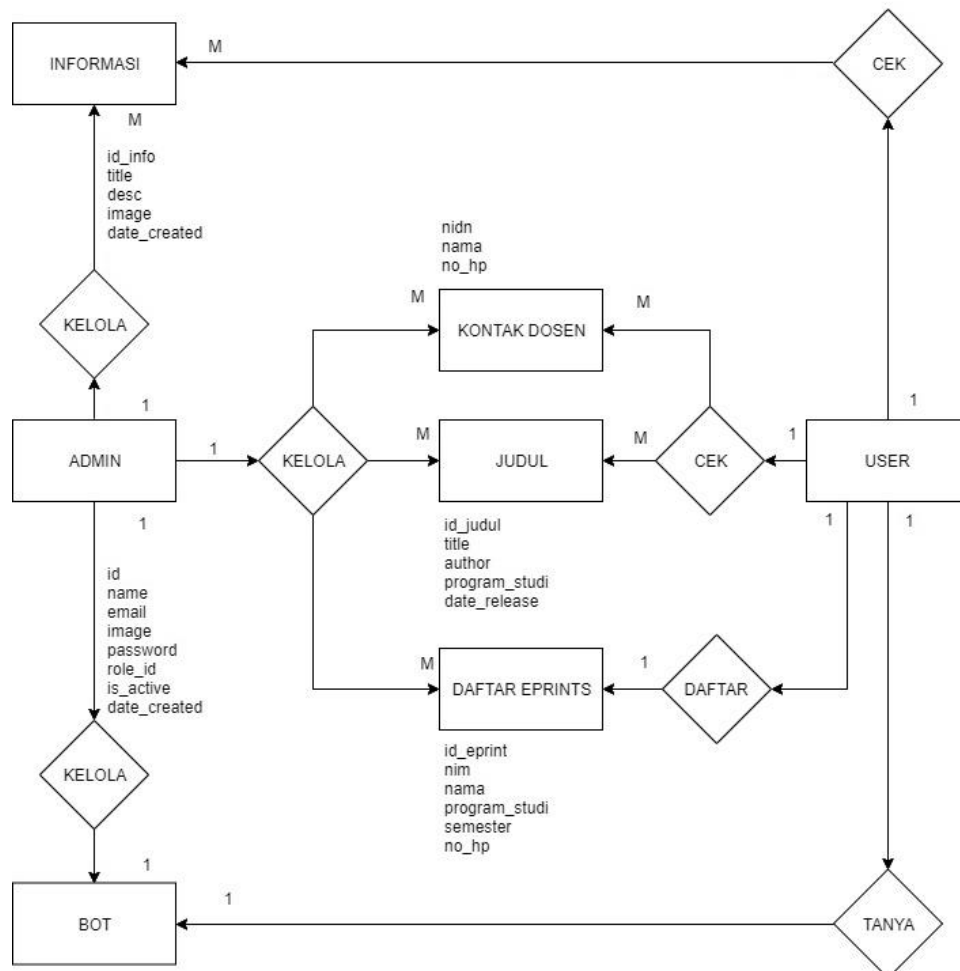 M
INFORMASI
CEK
M
id_info
title
desc
image
date_created
nidn
nama
no_hp
M
M
KELOLA
KONTAK DOSEN
1
1
1
M
M
1
ADMIN
KELOLA
JUDUL
CEK
USER
1
1
1
id_judul
title
author
program_studi
date_release
id
name
email
image
password
role_id
is_active
date_created
M
1
DAFTAR EPRINTS
DAFTAR
id_eprint
nim
nama
program_studi
semester
no_hp
KELOLA
1
1
BOT
TANYA